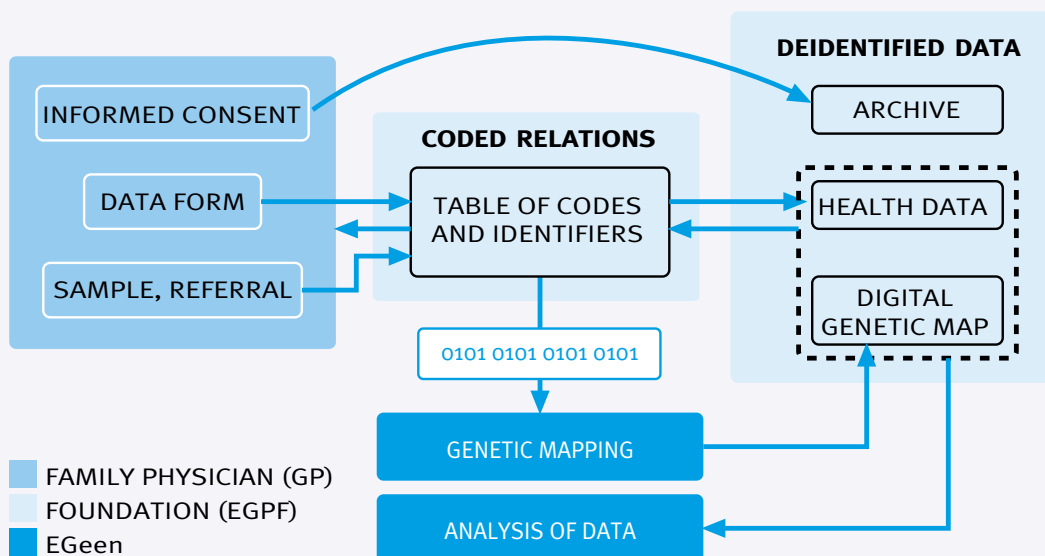 DEIDENTIFIED DATA
INFORMED CONSENT
ARCHIVE
CODED RELATIONS
DATA FORM
TABLE OF CODES
AND IDENTIFIERS
HEALTH DATA
SAMPLE, REFERRAL
DIGITAL
GENETIC MAP
0101 0101 0101 0101
GENETIC MAPPING
ANALYSIS OF DATA
FAMILY PHYSICIAN (GP)
FOUNDATION (EGPF)
EGeen